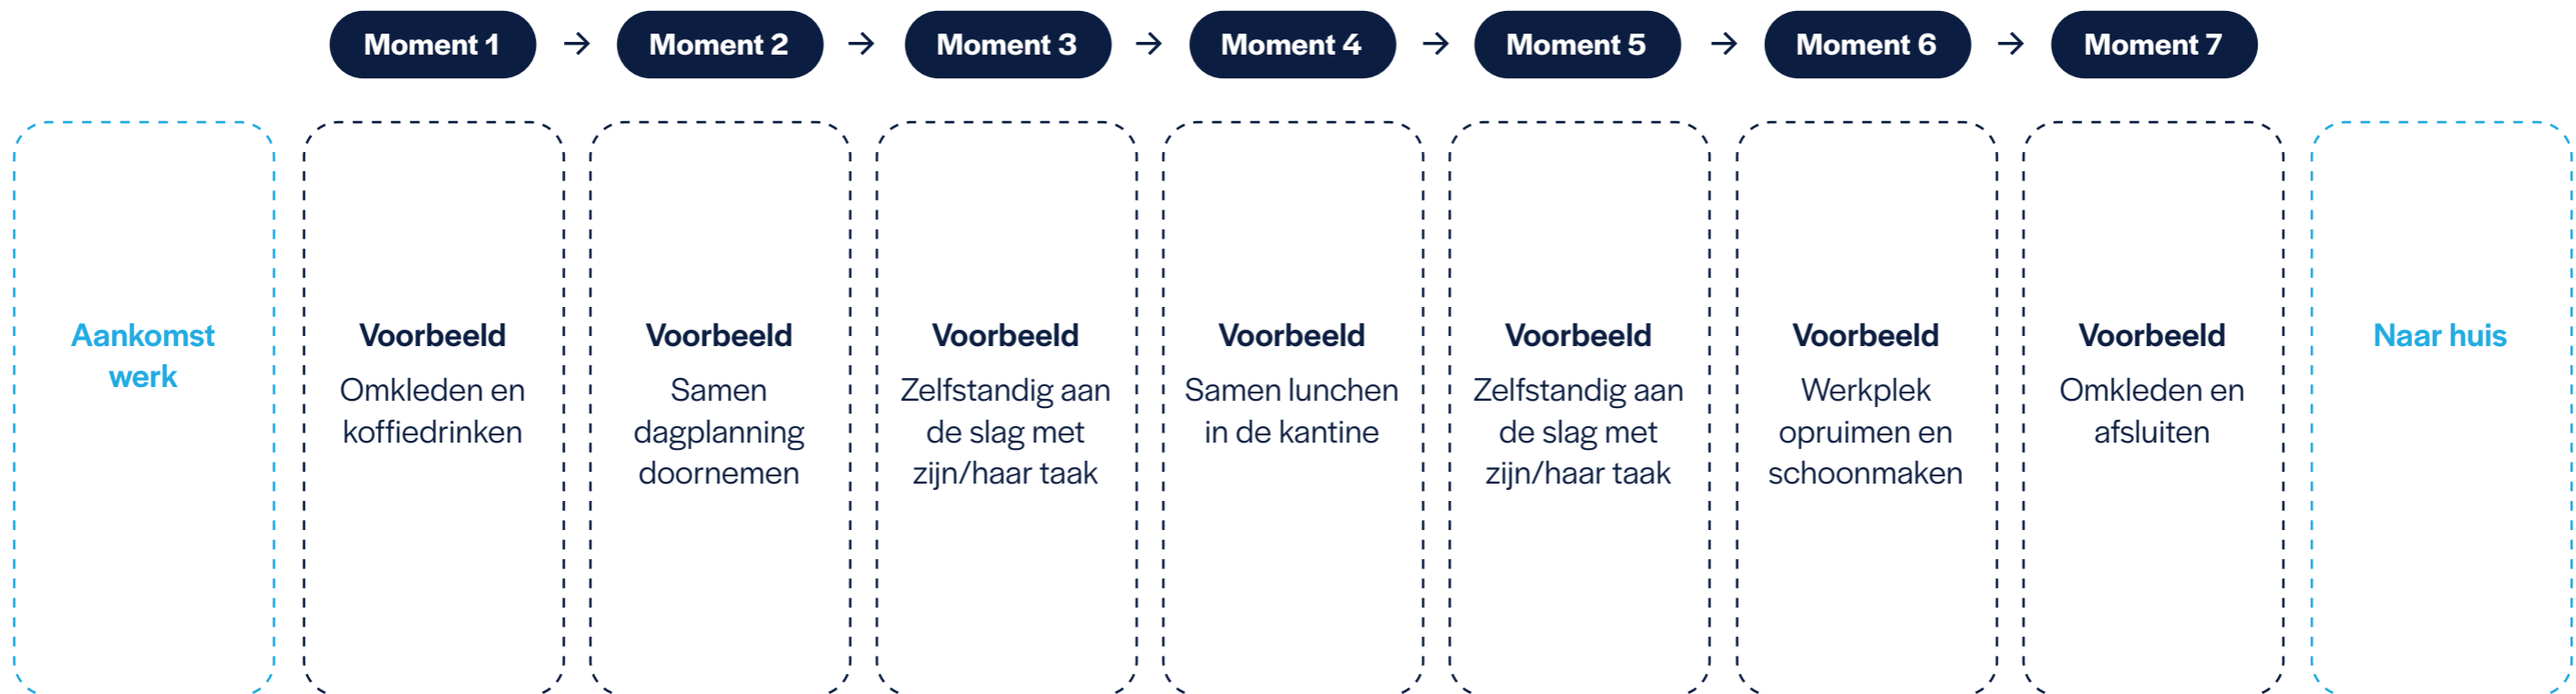 Moment 1 → Moment 2 → Moment 3 → Moment 4 → Moment 5 → Moment 6 → Moment 7
Aankomst
werk
Voorbeeld
Omkleden en
koffiedrinken
Voorbeeld
Samen
dagplanning
doornemen
Voorbeeld
Zelfstandig aan
de slag met
zijn/haar taak
Voorbeeld
Samen lunchen
in de kantine
Voorbeeld
Zelfstandig aan
de slag met
zijn/haar taak
Voorbeeld
Werkplek
opruimen en
schoonmaken
Voorbeeld
Omkleden en
afsluiten
Naar huis